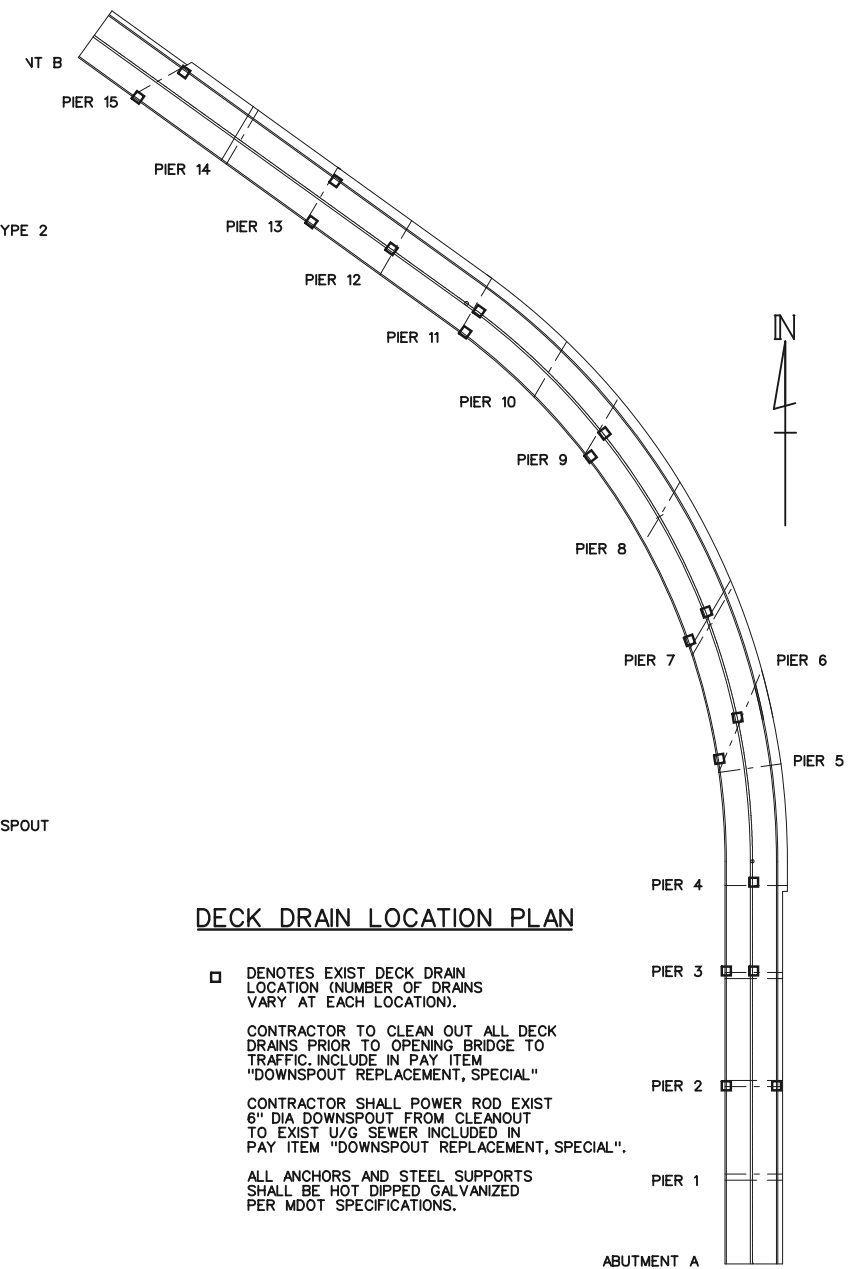 NT B
PIER 15
PIER 14
YPE 2
PIER 13
PIER 12
PIER 11
N
PIER 10
PIER 9
PIER 8
PIER 7
PIER 6
PIER 5
SPOUT
PIER 4
DECK DRAIN LOCATION PLAN
DENOTES EXIST DECK DRAIN
LOCATION (NUMBER OF DRAINS
VARY AT EACH LOCATION).
PIER 3
CONTRACTOR TO CLEAN OUT ALL DECK
DRAINS PRIOR TO OPENING BRIDGE TO
TRAFFIC. INCLUDE IN PAY ITEM
"DOWNSPOUT REPLACEMENT, SPECIAL"
PIER 2
CONTRACTOR SHALL POWER ROD EXIST
6" DIA DOWNSPOUT FROM CLEANOUT
TO EXIST U/G SEWER INCLUDED IN
PAY ITEM "DOWNSPOUT REPLACEMENT, SPECIAL".
ALL ANCHORS AND STEEL SUPPORTS
SHALL BE HOT DIPPED GALVANIZED
PER MDOT SPECIFICATIONS.
PIER 1
ABUTMENT A